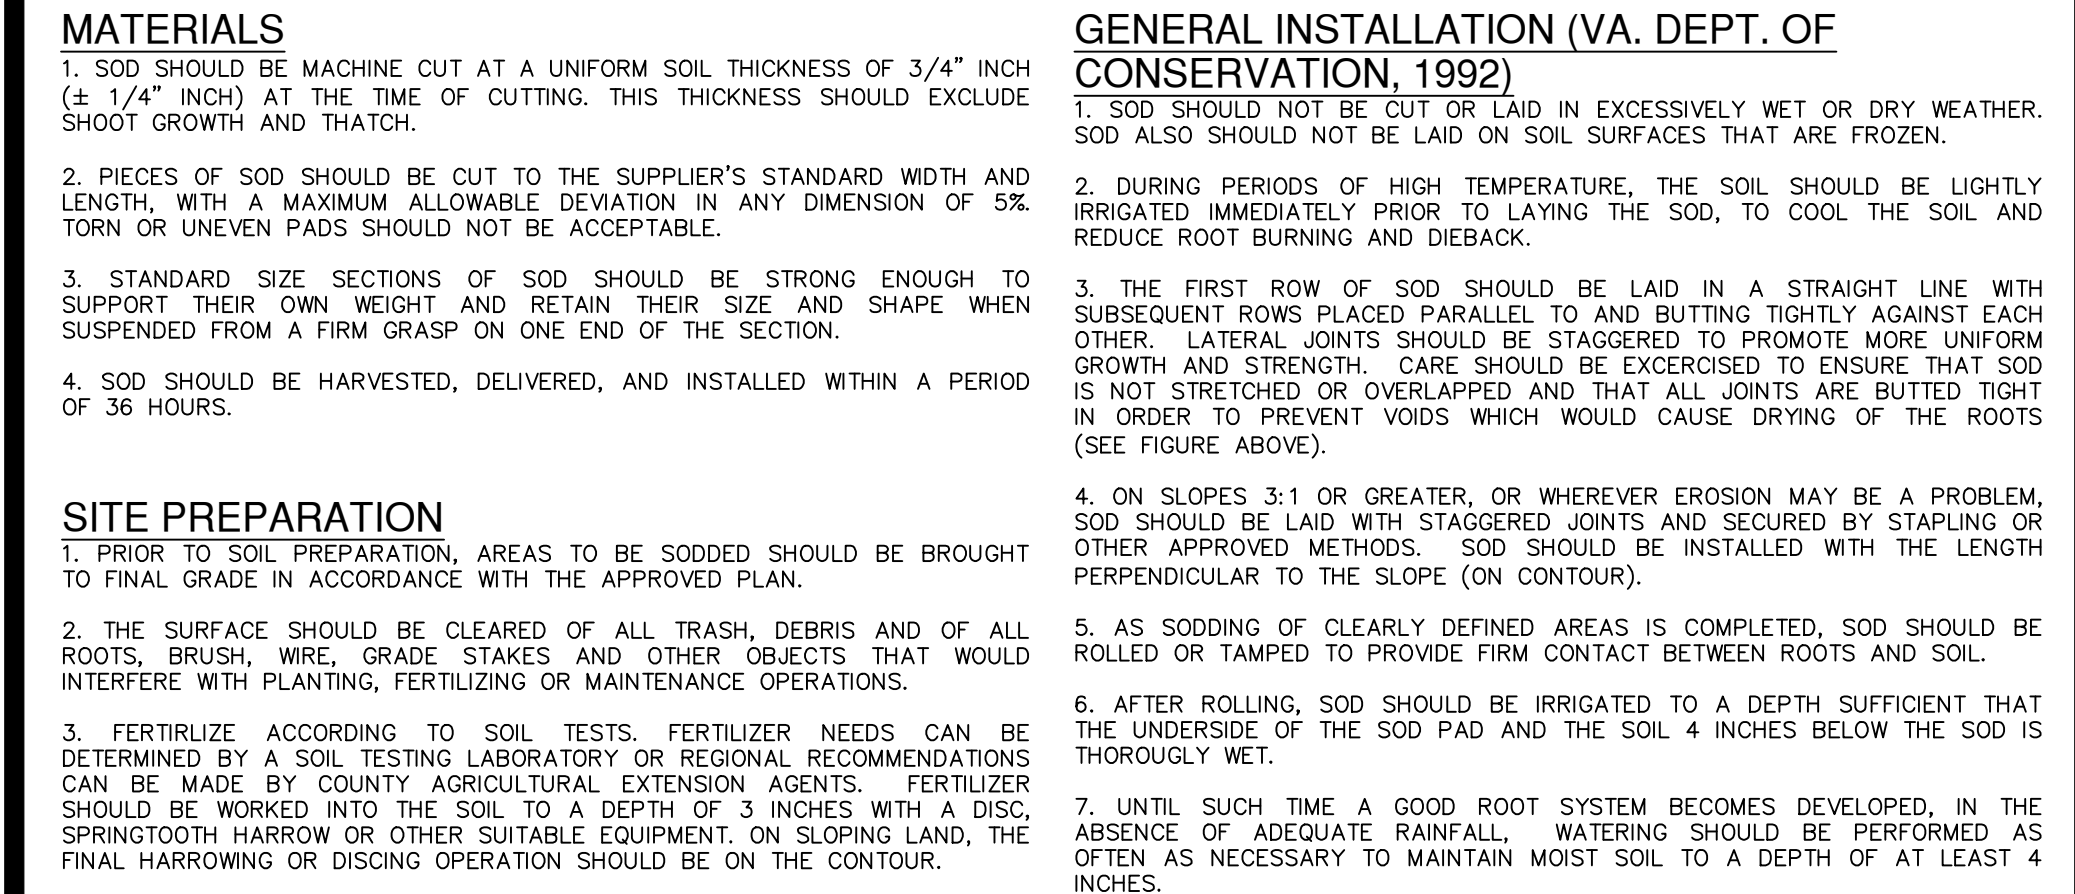 MATERIALS
1. SOD SHOULD BE MACHINE CUT AT A UNIFORM SOIL THICKNESS OF 3/4" INCH
(± 1/4" INCH) AT THE TIME OF CUTTING. THIS THICKNESS SHOULD EXCLUDE
SHOOT GROWTH AND THATCH.
2. PIECES OF SOD SHOULD BE CUT TO THE SUPPLIER'S STANDARD WIDTH AND
LENGTH, WITH A MAXIMUM ALLOWABLE DEVIATION IN ANY DIMENSION OF 5%.
TORN OR UNEVEN PADS SHOULD NOT BE ACCEPTABLE.
3. STANDARD SIZE SECTIONS OF SOD SHOULD BE STRONG ENOUGH TO
SUPPORT THEIR OWN WEIGHT AND RETAIN THEIR SIZE AND SHAPE WHEN
SUSPENDED FROM A FIRM GRASP ON ONE END OF THE SECTION.
4. SOD SHOULD BE HARVESTED, DELIVERED, AND INSTALLED WITHIN A PERIOD
OF 36 HOURS.
SITE PREPARATION
1. PRIOR TO SOIL PREPARATION, AREAS TO BE SODDED SHOULD BE BROUGHT
TO FINAL GRADE IN ACCORDANCE WITH THE APPROVED PLAN.
2. THE SURFACE SHOULD BE CLEARED OF ALL TRASH, DEBRIS AND OF ALL
ROOTS, BRUSH, WIRE, GRADE STAKES AND OTHER OBJECTS THAT WOULD
INTERFERE WITH PLANTING, FERTILIZING OR MAINTENANCE OPERATIONS.
3. FERTIRLIZE ACCORDING TO SOIL TESTS. FERTILIZER NEEDS CAN BE
DETERMINED BY A SOIL TESTING LABORATORY OR REGIONAL RECOMMENDATIONS
CAN BE MADE BY COUNTY AGRICULTURAL EXTENSION AGENTS. FERTILIZER
SHOULD BE WORKED INTO THE SOIL TO A DEPTH OF 3 INCHES WITH A DISC,
SPRINGTOOTH HARROW OR OTHER SUITABLE EQUIPMENT. ON SLOPING LAND, THE
FINAL HARROWING OR DISCING OPERATION SHOULD BE ON THE CONTOUR.
GENERAL INSTALLATION (VA. DEPT. OF
CONSERVATION, 1992)
1. SOD SHOULD NOT BE CUT OR LAID IN EXCESSIVELY WET OR DRY WEATHER.
SOD ALSO SHOULD NOT BE LAID ON SOIL SURFACES THAT ARE FROZEN.
2. DURING PERIODS OF HIGH TEMPERATURE, THE SOIL SHOULD BE LIGHTLY
IRRIGATED IMMEDIATELY PRIOR TO LAYING THE SOD, TO COOL THE SOIL AND
REDUCE ROOT BURNING AND DIEBACK.
3. THE FIRST ROW OF SOD SHOULD BE LAID IN A STRAIGHT LINE WITH
SUBSEQUENT ROWS PLACED PARALLEL TO AND BUTTING TIGHTLY AGAINST EACH
OTHER. LATERAL JOINTS SHOULD BE STAGGERED TO PROMOTE MORE UNIFORM
GROWTH AND STRENGTH. CARE SHOULD BE EXCERCISED TO ENSURE THAT SOD
IS NOT STRETCHED OR OVERLAPPED AND THAT ALL JOINTS ARE BUTTED TIGHT
IN ORDER TO PREVENT VOIDS WHICH WOULD CAUSE DRYING OF THE ROOTS
(SEE FIGURE ABOVE).
4. ON SLOPES 3:1 OR GREATER, OR WHEREVER EROSION MAY BE A PROBLEM,
SOD SHOULD BE LAID WITH STAGGERED JOINTS AND SECURED BY STAPLING OR
OTHER APPROVED METHODS. SOD SHOULD BE INSTALLED WITH THE LENGTH
PERPENDICULAR TO THE SLOPE (ON CONTOUR).
5. AS SODDING OF CLEARLY DEFINED AREAS IS COMPLETED, SOD SHOULD BE
ROLLED OR TAMPED TO PROVIDE FIRM CONTACT BETWEEN ROOTS AND SOIL.
6. AFTER ROLLING, SOD SHOULD BE IRRIGATED TO A DEPTH SUFFICIENT THAT
THE UNDERSIDE OF THE SOD PAD AND THE SOIL 4 INCHES BELOW THE SOD IS
THOROUGLY WET.
7. UNTIL SUCH TIME A GOOD ROOT SYSTEM BECOMES DEVELOPED, IN THE
ABSENCE OF ADEQUATE RAINFALL, WATERING SHOULD BE PERFORMED AS
OFTEN AS NECESSARY TO MAINTAIN MOIST SOIL TO A DEPTH OF AT LEAST 4
INCHES.